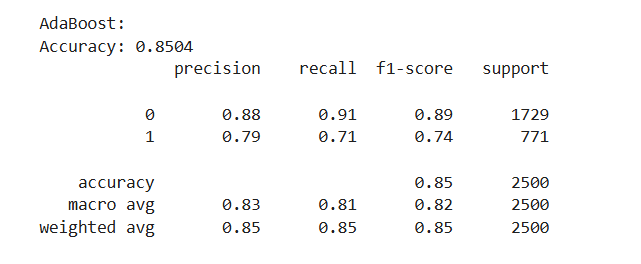 AdaBoost:
Accuracy: 0.8504
precision recall f1-score support
0 0.88 0.91 0.89 1729
1 0.79 0.71 0.74 771
accuracy 0.85 2500
macro avg 0.83 0.81 0.82 2500
weighted avg 0.85 0.85 0.85 2500